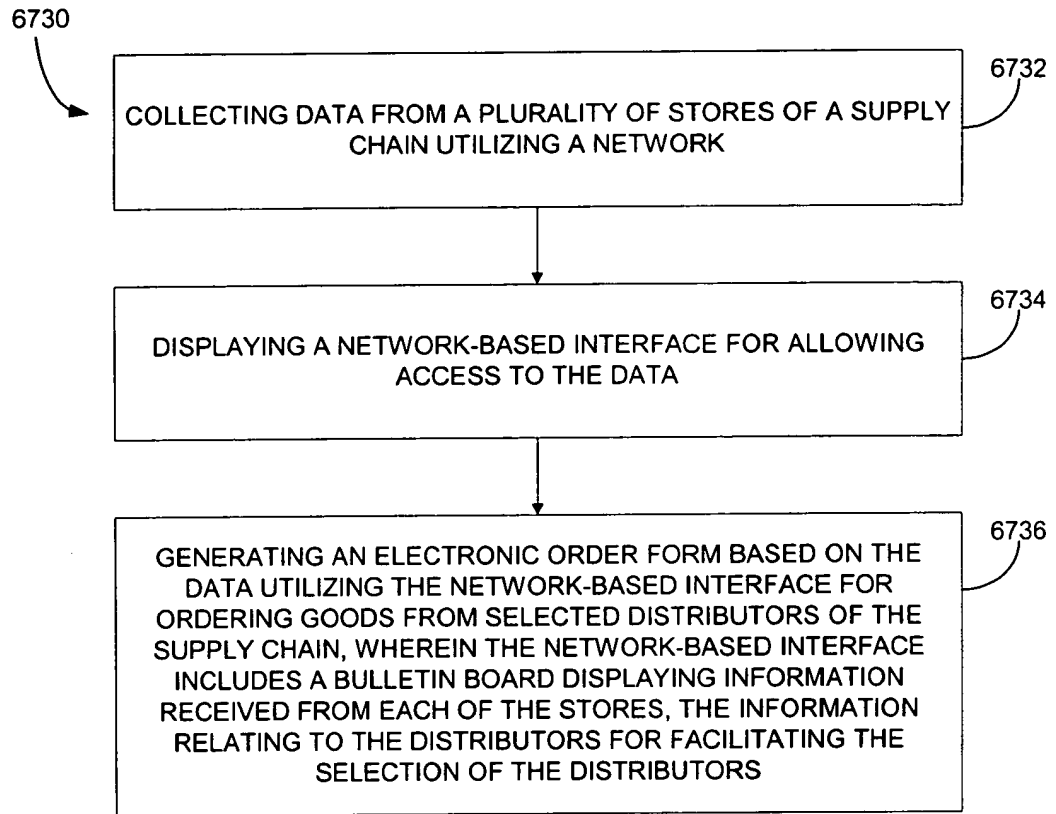 6730
6732
COLLECTING DATA FROM A PLURALITY OF STORES OF A SUPPLY
CHAIN UTILIZING A NETWORK
6734
DISPLAYING A NETWORK-BASED INTERFACE FOR ALLOWING
ACCESS TO THE DATA
6736
GENERATING AN ELECTRONIC ORDER FORM BASED ON THE
DATA UTILIZING THE NETWORK-BASED INTERFACE FOR
ORDERING GOODS FROM SELECTED DISTRIBUTORS OF THE
SUPPLY CHAIN, WHEREIN THE NETWORK-BASED INTERFACE
INCLUDES A BULLETIN BOARD DISPLAYING INFORMATION
RECEIVED FROM EACH OF THE STORES, THE INFORMATION
RELATING TO THE DISTRIBUTORS FOR FACILITATING THE
SELECTION OF THE DISTRIBUTORS